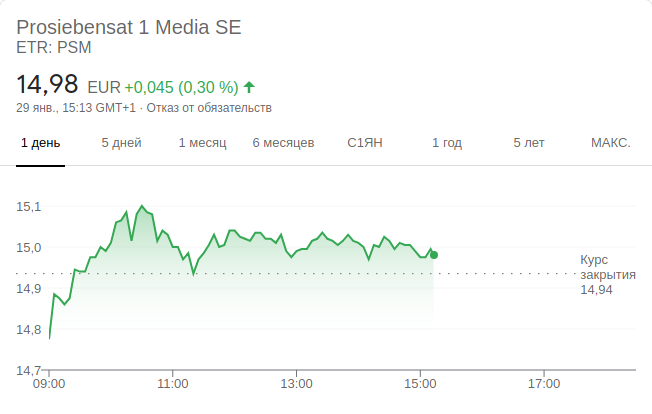 Prosiebensat 1 Media SE
ETR: PSM
14,98 EUR +0,045 (0,30 %)
29 янв., 15:13 GMT+1 · Отказ от обязательств
1 день 5 дней 1 месяц 6 месяцев С1ЯН 1 год 5 лет МАКС.
15,1
15,0
14,9
14,8
14,7
Курс
закрытия
14,94
09:00 11:00 13:00 15:00 17:00